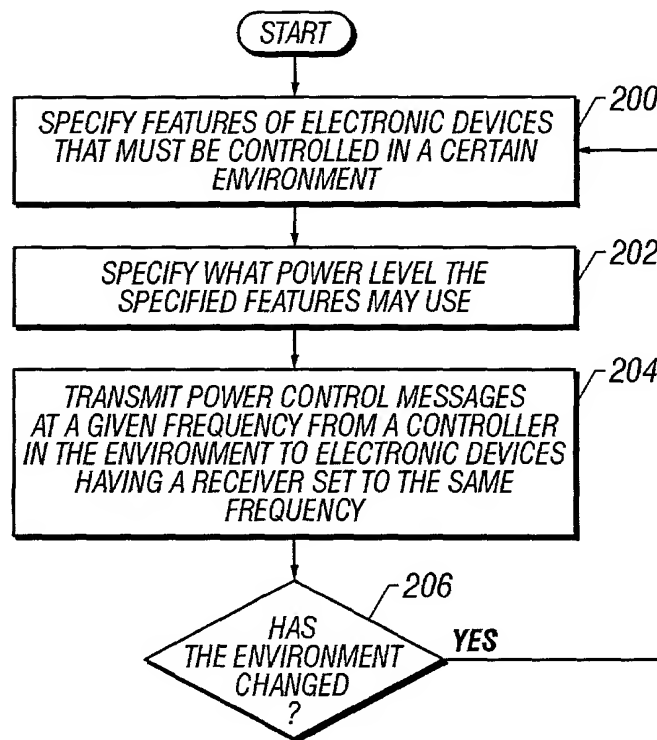 START
200
SPECIFY FEATURES OF ELECTRONIC DEVICES
THAT MUST BE CONTROLLED IN A CERTAIN
ENVIRONMENT
202
SPECIFY WHAT POWER LEVEL THE
SPECIFIED FEATURES MAY USE
204
TRANSMIT POWER CONTROL MESSAGES
AT A GIVEN FREQUENCY FROM A CONTROLLER
IN THE ENVIRONMENT TO ELECTRONIC DEVICES
HAVING A RECEIVER SET TO THE SAME
FREQUENCY
206
HAS
THE ENVIRONMENT
CHANGED
?
YES